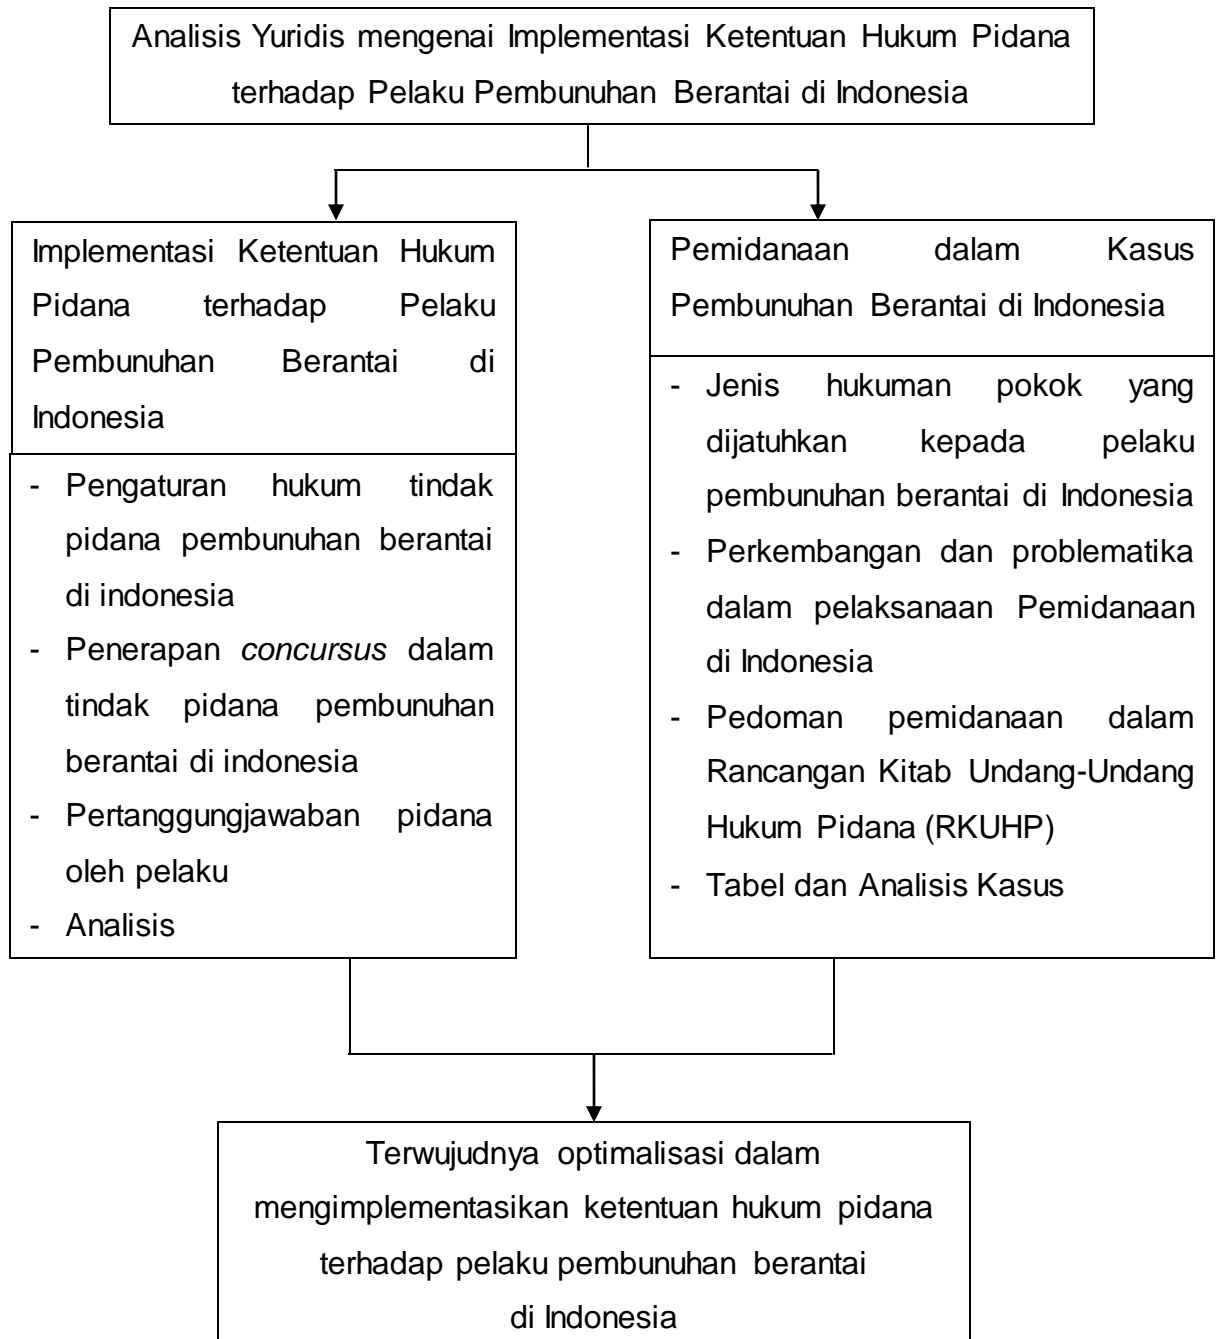 Analisis Yuridis mengenai Implementasi Ketentuan Hukum Pidana
terhadap Pelaku Pembunuhan Berantai di Indonesia
Implementasi Ketentuan Hukum
Pidana terhadap Pelaku
Pembunuhan Berantai di
Indonesia
- Pengaturan hukum tindak
pidana pembunuhan berantai
di indonesia
- Penerapan concursus dalam
tindak pidana pembunuhan
berantai di indonesia
- Pertanggungjawaban pidana
oleh pelaku
- Analisis
Pemidanaan dalam Kasus
Pembunuhan Berantai di Indonesia
- Jenis hukuman pokok yang
dijatuhkan kepada pelaku
pembunuhan berantai di Indonesia
- Perkembangan dan problematika
dalam pelaksanaan Pemidanaan
di Indonesia
- Pedoman pemidanaan dalam
Rancangan Kitab Undang-Undang
Hukum Pidana (RKUHP)
- Tabel dan Analisis Kasus
Terwujudnya optimalisasi dalam
mengimplementasikan ketentuan hukum pidana
terhadap pelaku pembunuhan berantai
di Indonesia